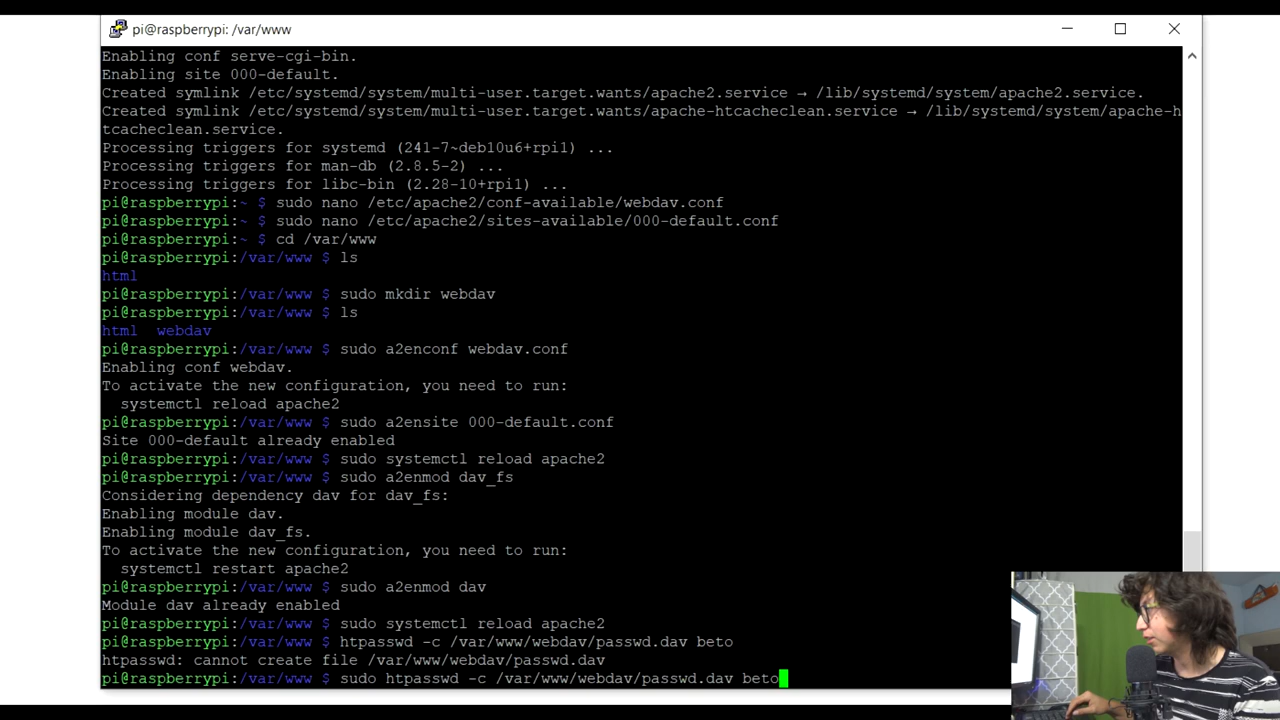 pi@raspberrypi: /var/www
Enabling conf serve-cgi-bin.
Enabling site 000-default.
Created symlink /etc/systemd/system/multi-user.target.wants/apache2.service → /lib/systemd/system/apache2.service.
Created symlink /etc/systemd/system/multi-user.target.wants/apache-htcacheclean.service → /lib/systemd/system/apache-h
tcacheclean.service.
Processing triggers for systemd (241-7~deb10u6+rpi1) ...
Processing triggers for man-db (2.8.5-2) ...
Processing triggers for libc-bin (2.28-10+rpi1) ...
pi@raspberrypi:~ $ sudo nano /etc/apache2/conf-available/webdav.conf
pi@raspberrypi:~ $ sudo nano /etc/apache2/sites-available/000-default.conf
pi@raspberrypi:~ $ cd /var/www
pi@raspberrypi:/var/www $ ls
html
pi@raspberrypi:/var/www $ sudo mkdir webdav
pi@raspberrypi:/var/www $ ls
html  webdav
pi@raspberrypi:/var/www $ sudo a2enconf webdav.conf
Enabling conf webdav.
To activate the new configuration, you need to run:
  systemctl reload apache2
pi@raspberrypi:/var/www $ sudo a2ensite 000-default.conf
Site 000-default already enabled
pi@raspberrypi:/var/www $ sudo systemctl reload apache2
pi@raspberrypi:/var/www $ sudo a2enmod dav_fs
Considering dependency dav for dav_fs:
Enabling module dav.
Enabling module dav_fs.
To activate the new configuration, you need to run:
  systemctl restart apache2
pi@raspberrypi:/var/www $ sudo a2enmod dav
Module dav already enabled
pi@raspberrypi:/var/www $ sudo systemctl reload apache2
pi@raspberrypi:/var/www $ htpasswd -c /var/www/webdav/passwd.dav beto
htpasswd: cannot create file /var/www/webdav/passwd.dav
pi@raspberrypi:/var/www $ sudo htpasswd -c /var/www/webdav/passwd.dav beto